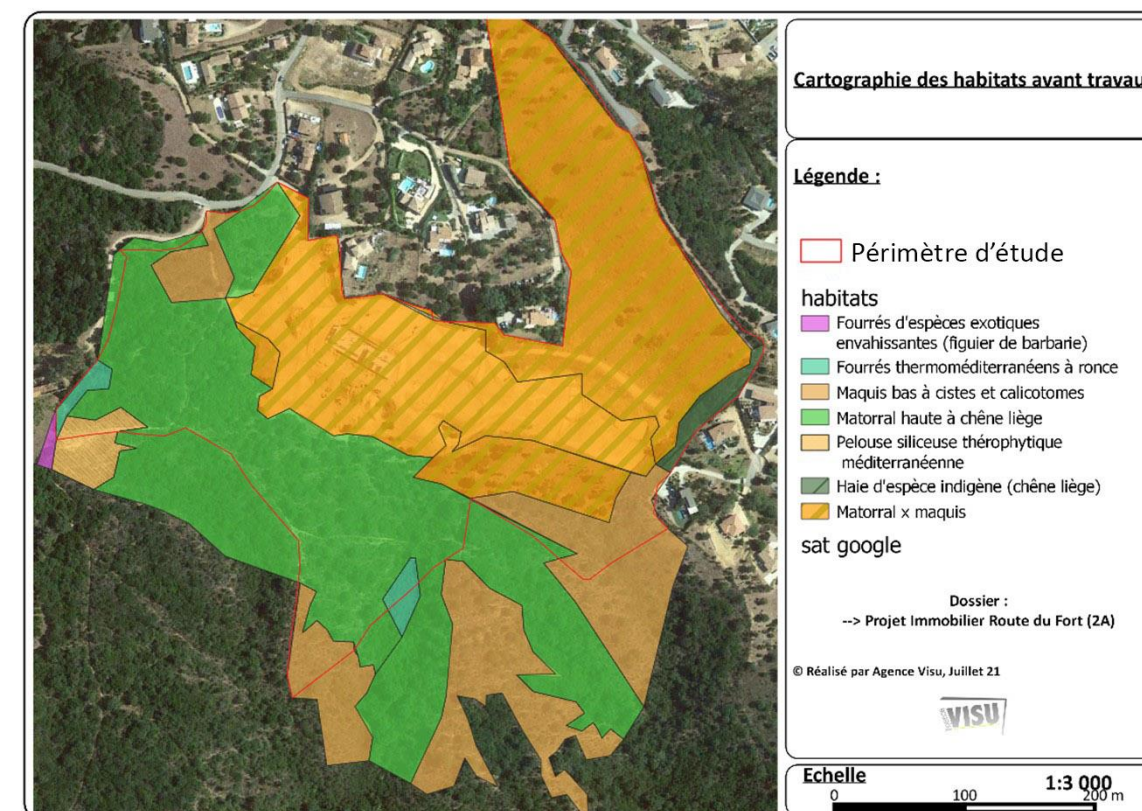 Cartographie des habitats avant travau
Légende :
Périmètre d'étude
habitats
Fourrés d'espèces exotiques
envahissantes (figuier de barbarie)
Fourrés thermoméditerranéens à ronce
Maquis bas à cistes et calicotomes
Matorral haute à chêne liège
Pelouse siliceuse thérophytique
méditerranéenne
Haie d'espèce indigène (chêne liège)
Matorral x maquis
sat google
Dossier :
--> Projet Immobilier Route du Fort (2A)
© Réalisé par Agence Visu, Juillet 21
VISU
Echelle
1:3 000
0 100 200 m